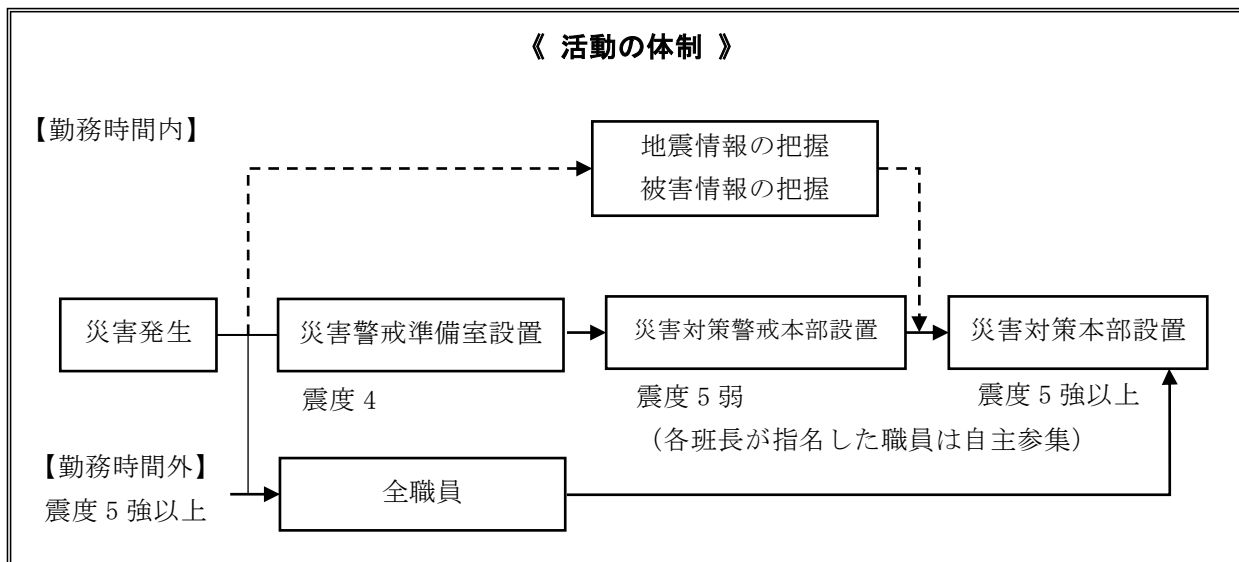 《 活動の体制 》
【勤務時間内】
地震情報の把握
被害情報の把握
災害発生
災害警戒準備室設置
災害対策警戒本部設置
災害対策本部設置
震度4
震度5弱
震度5強以上
（各班長が指名した職員は自主参集）
【勤務時間外】
震度5強以上
全職員